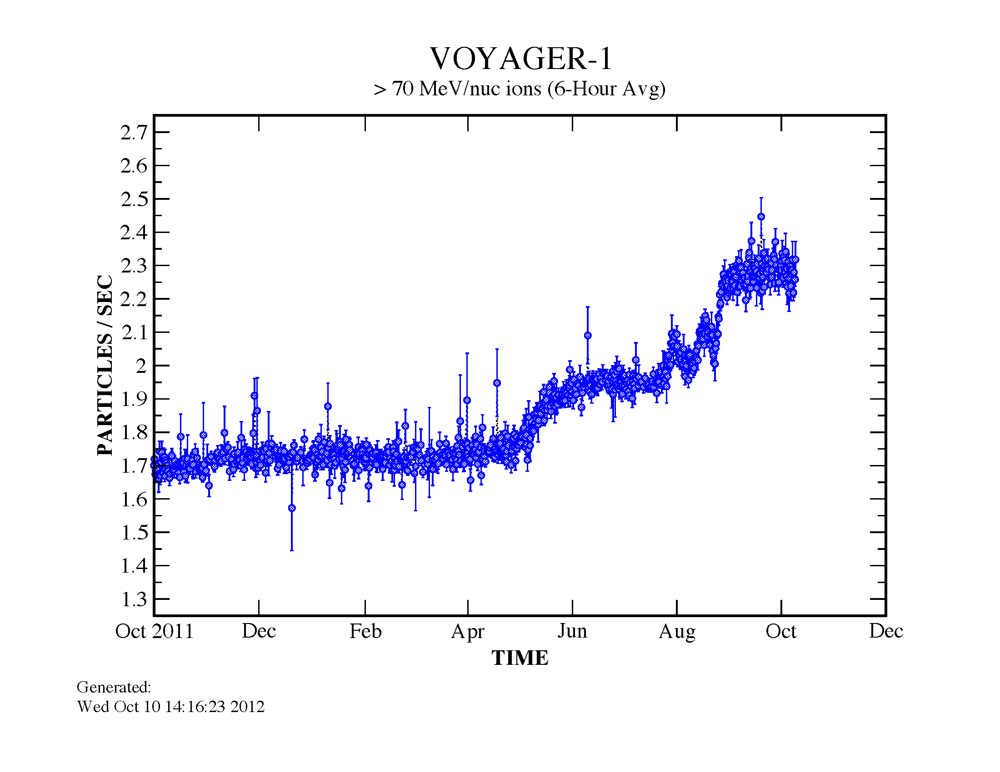 VOYAGER-1
> 70 MeV/nuc ions (6-Hour Avg)
2.7
2.6
2.5
2.4
2.3
2.2
2.1
2
1.9
1.8
1.7
1.6
1.5
1.4
1.3
PARTICLES / SEC
Oct 2011 Dec Feb Apr Jun Aug Oct Dec
TIME
Generated:
Wed Oct 10 14:16:23 2012